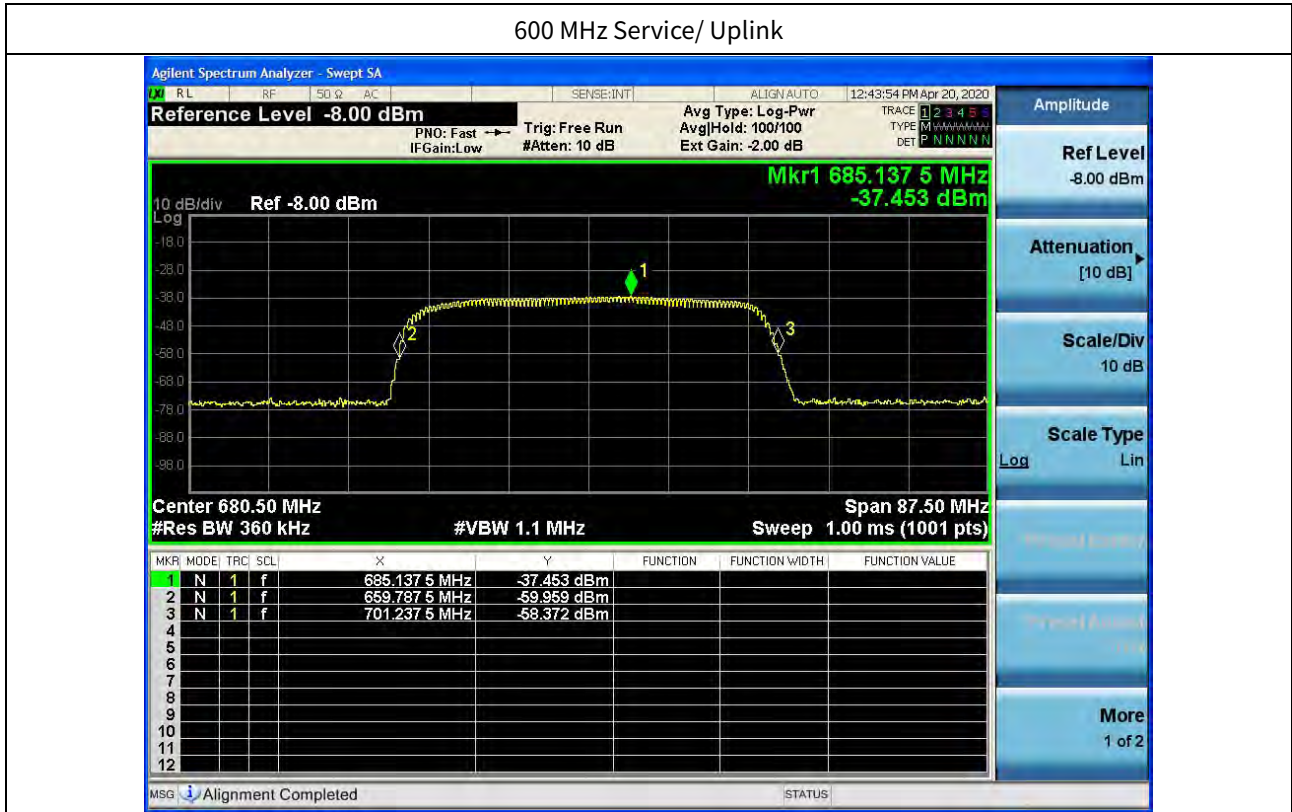 600 MHz Service/ Uplink
Agilent Spectrum Analyzer - Swept SA
LXI RL RF 50 Ω AC SENSE:INT ALIGN AUTO 12:43:54 PM Apr 20, 2020
Reference Level -8.00 dBm
PNO: Fast Trig: Free Run Avg Type: Log-Pwr TRACE 1 2 3 4 5 6
IFGain:Low #Atten: 10 dB Avg|Hold: 100/100 TYPE M
Ext Gain: -2.00 dB DET P N N N N N
Mkr1 685.137 5 MHz
-37.453 dBm
10 dB/div Ref -8.00 dBm
Log
-18.0
-28.0
1
-38.0
-48.0
2
3
-58.0
-68.0
-78.0
-88.0
-98.0
Center 680.50 MHz Span 87.50 MHz
#Res BW 360 kHz #VBW 1.1 MHz Sweep 1.00 ms (1001 pts)
MKR MODE TRC SCL X Y FUNCTION FUNCTION WIDTH FUNCTION VALUE
1 N 1 f 685.137 5 MHz -37.453 dBm
2 N 1 f 659.787 5 MHz -59.959 dBm
3 N 1 f 701.237 5 MHz -58.372 dBm
4
5
6
7
8
9
10
11
12
MSG Alignment Completed STATUS
Amplitude
Ref Level
-8.00 dBm
Attenuation
[10 dB]
Scale/Div
10 dB
Scale Type
Log Lin
More
1 of 2